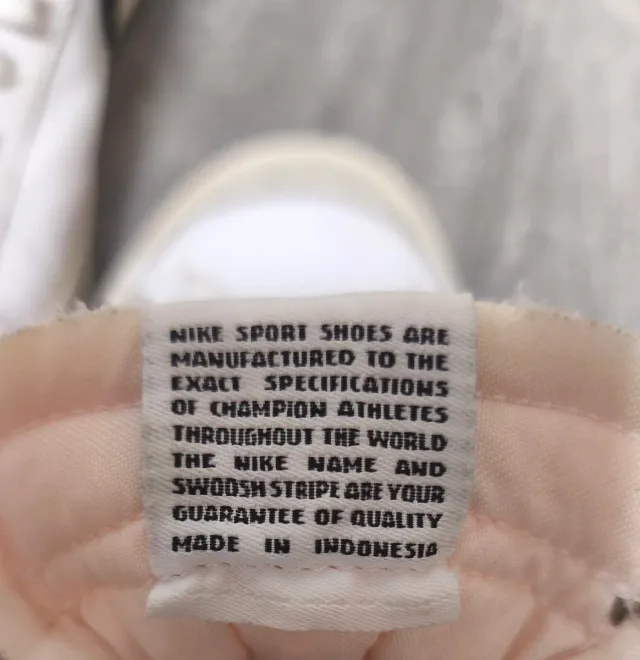 NIKE SPORT SHOES ARE
MANUFACTURED TO THE
EXACT SPECIFICATIONS
OF CHAMPION ATHLETES
THROUGHOUT THE WORLD
THE NIKE NAME AND
SWOOSH STRIPE ARE YOUR
GUARANTEE OF QUALITY
MADE IN INDONESIA